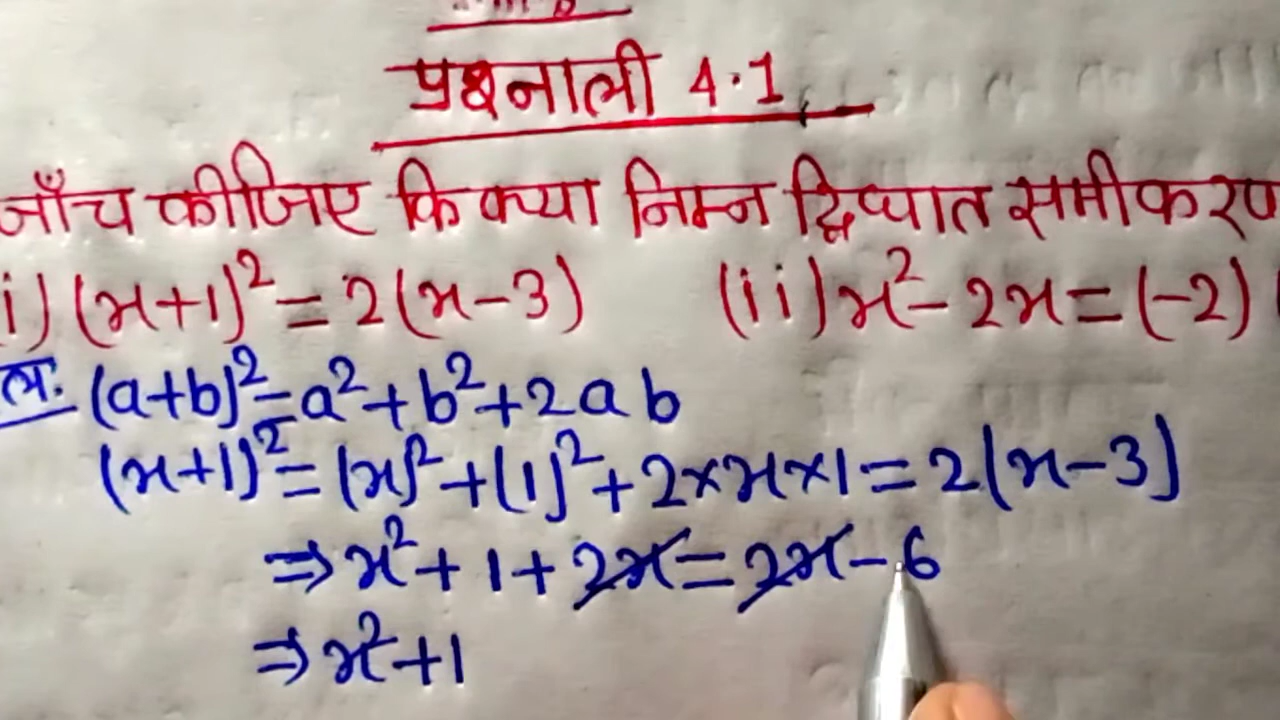 प्रश्नाली 4.1
जाँच कीजिए कि क्या निम्न द्विघात समीकरण
i) (x+1)² = 2(x-3) (ii) x² - 2x = (-2)
(a+b)² = a² + b² + 2ab
(x+1)² = (x)² + (1)² + 2×x×1 = 2(x-3)
⇒ x² + 1 + 2x = 2x - 6
⇒ x² + 1